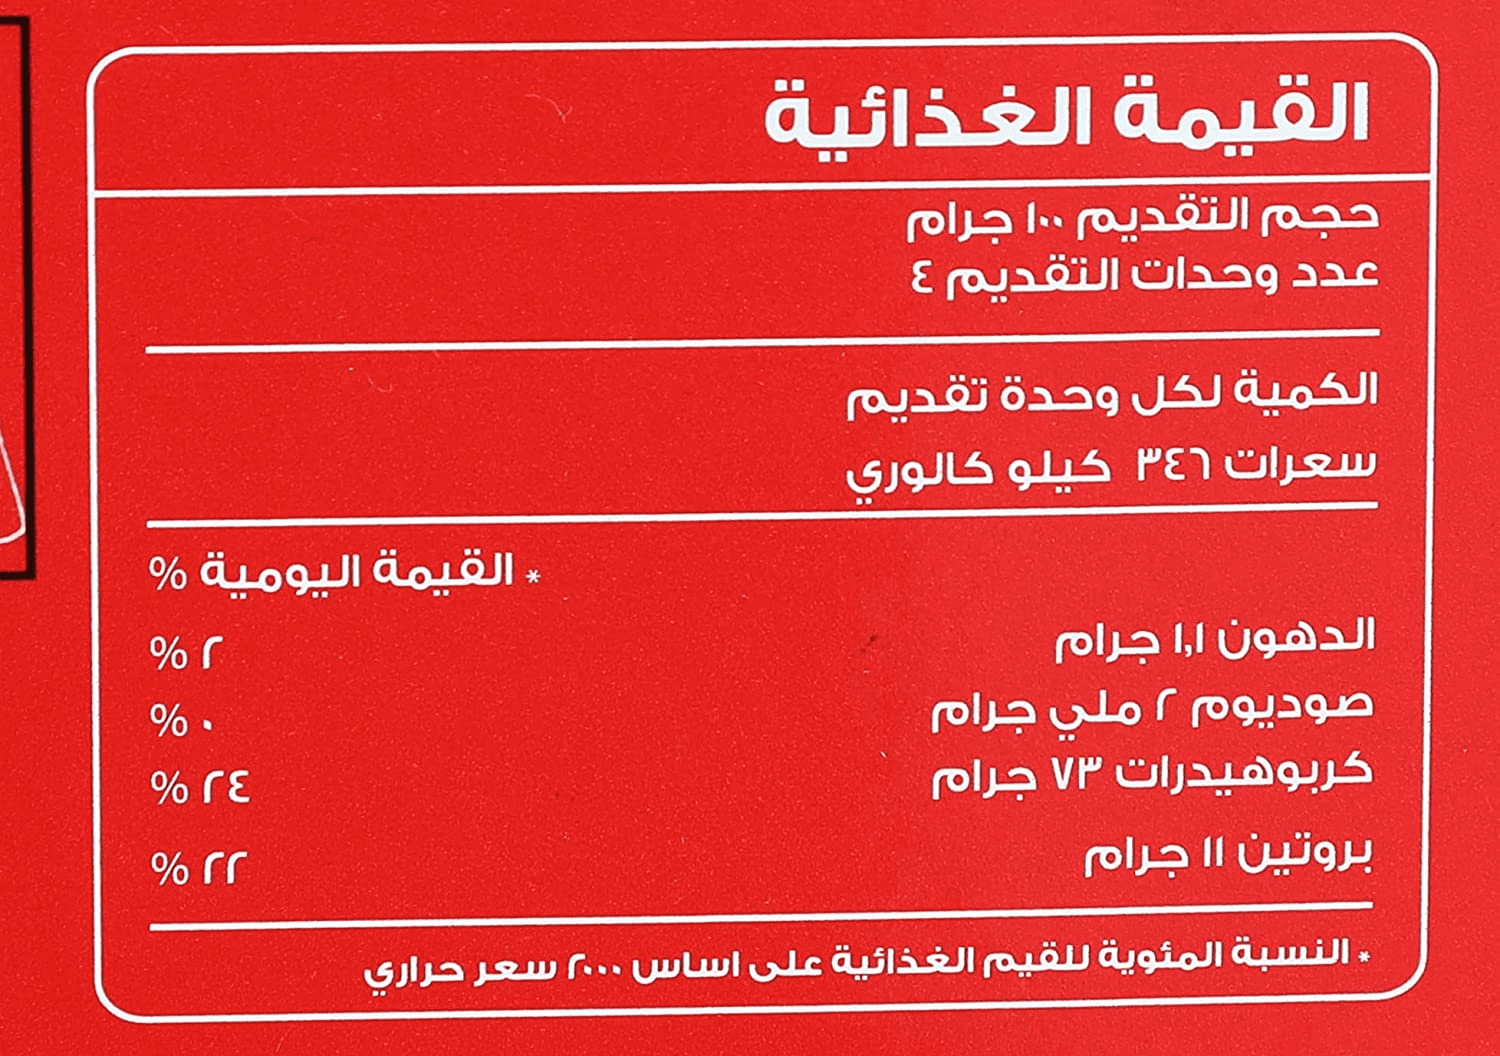 القيمة الغذائية
حجم التقديم ١٠٠ جرام
عدد وحدات التقديم ٤
الكمية لكل وحدة تقديم
سعرات ٣٤٦ كيلو كالوري
* القيمة اليومية %
الدهون ١,١ جرام ٢ %
صوديوم ٢ ملي جرام ٠ %
كربوهيدرات ٧٣ جرام ٢٤ %
بروتين ١١ جرام ٢٢ %
* النسبة المئوية للقيم الغذائية على اساس ٢٠٠٠ سعر حراري